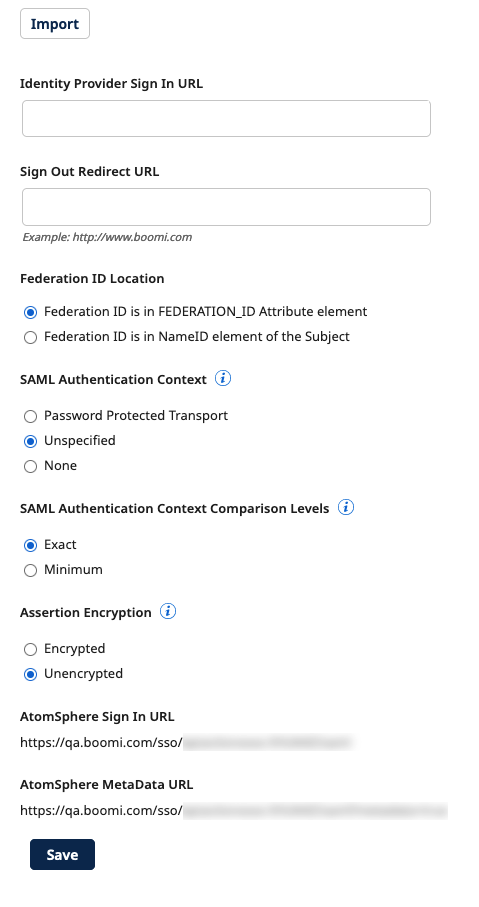 Import
Identity Provider Sign In URL
Sign Out Redirect URL
Example: http://www.boomi.com
Federation ID Location
Federation ID is in FEDERATION_ID Attribute element
Federation ID is in NameID element of the Subject
SAML Authentication Context
Password Protected Transport
Unspecified
None
SAML Authentication Context Comparison Levels
Exact
Minimum
Assertion Encryption
Encrypted
Unencrypted
AtomSphere Sign In URL
https://qa.boomi.com/sso/
AtomSphere MetaData URL
https://qa.boomi.com/sso/
Save